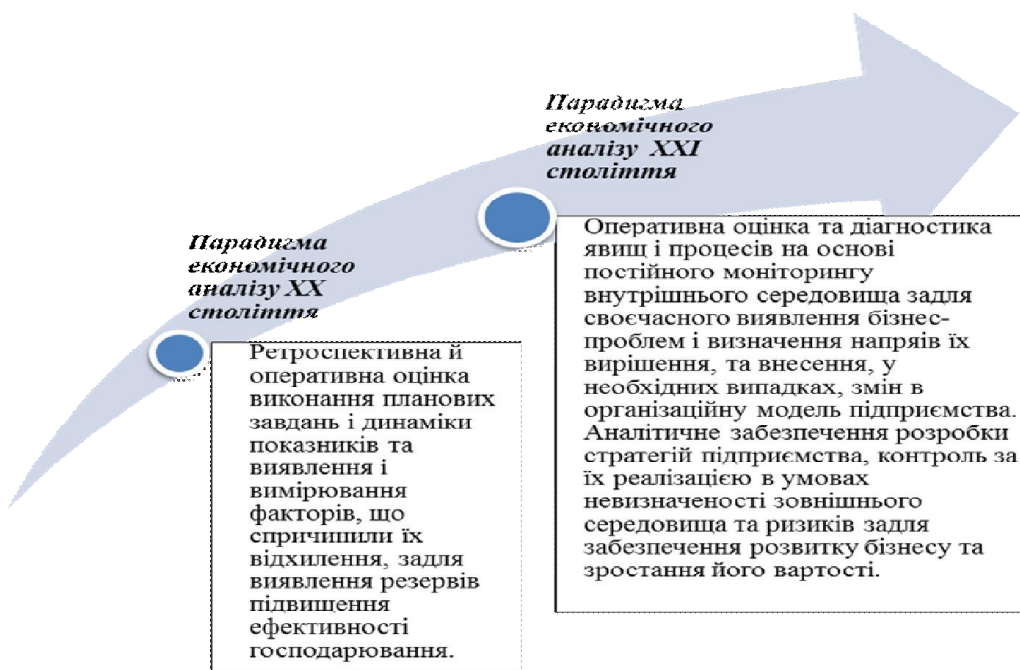 Парадигма
економічного
аналізу XXI
століття
Оперативна оцінка та діагностика
явищ і процесів на основі
постійного моніторингу
внутрішнього середовища задля
своєчасного виявлення бізнес-
проблем і визначення напряів їх
вирішення, та внесення, у
необхідних випадках, змін в
організаційну модель підприємства.
Аналітичне забезпечення розробки
стратегій підприємства, контроль за
їх реалізацією в умовах
невизначеності зовнішнього
середовища та ризиків задля
забезпечення розвитку бізнесу та
зростання його вартості.
Парадигма
економічного
аналізу XX
століття
Ретроспективна й
оперативна оцінка
виконання планових
завдань і динаміки
показників та
виявлення і
вимірювання
факторів, що
спричинили їх
відхилення, задля
виявлення резервів
підвищення
ефективності
господарювання.